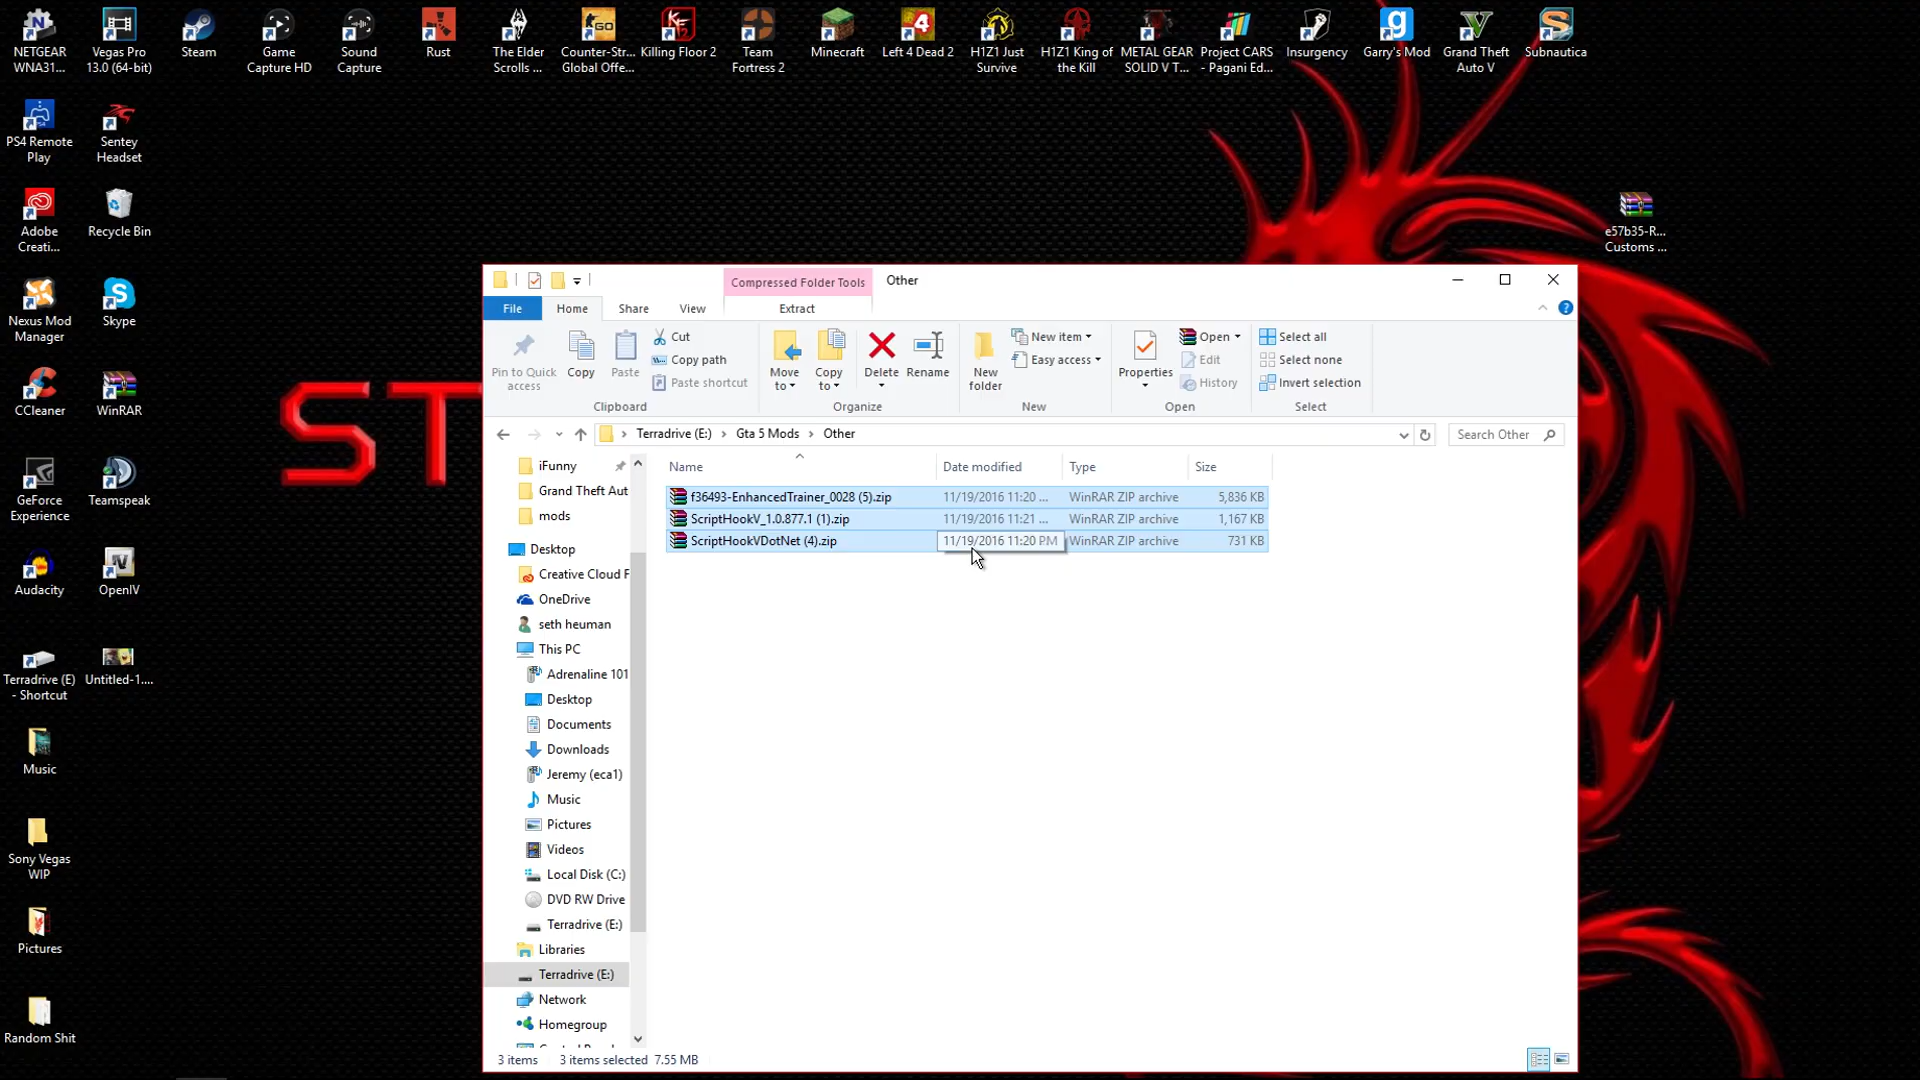 NETGEAR
WNA31...
Vegas Pro
13.0 (64-bit)
Steam
Game
Capture HD
Sound
Capture
Rust
The Elder
Scrolls ...
Counter-Str...
Global Offe...
Killing Floor 2
Team
Fortress 2
Minecraft
Left 4 Dead 2
H1Z1 Just
Survive
H1Z1 King of
the Kill
METAL GEAR
SOLID V T...
Project CARS
- Pagani Ed...
Insurgency
Garry's Mod
Grand Theft
Auto V
Subnautica
PS4 Remote
Play
Sentey
Headset
Adobe
Creati...
Recycle Bin
e57b35-R...
Customs ...
Nexus Mod
Manager
Skype
CCleaner
WinRAR
GeForce
Experience
Teamspeak
Audacity
OpenIV
Terradrive (E)
- Shortcut
Untitled-1....
Music
Sony Vegas
WIP
Pictures
Random Shit
ST
Compressed Folder Tools
Other
File
Home
Share
View
Extract
Pin to Quick
access
Copy
Paste
Cut
Copy path
Paste shortcut
Clipboard
Move
to
Copy
to
Delete
Rename
Organize
New
folder
New item
Easy access
New
Properties
Open
Edit
History
Open
Select all
Select none
Invert selection
Select
Terradrive (E:) > Gta 5 Mods > Other
Search Other
Name
Date modified
Type
Size
f36493-EnhancedTrainer_0028 (5).zip
11/19/2016 11:20 ...
WinRAR ZIP archive
5,836 KB
ScriptHookV_1.0.877.1 (1).zip
11/19/2016 11:21 ...
WinRAR ZIP archive
1,167 KB
ScriptHookVDotNet (4).zip
11/19/2016 11:20 PM
WinRAR ZIP archive
731 KB
iFunny
Grand Theft Aut
mods
Desktop
Creative Cloud F
OneDrive
seth heuman
This PC
Adrenaline 101
Desktop
Documents
Downloads
Jeremy (eca1)
Music
Pictures
Videos
Local Disk (C:)
DVD RW Drive
Terradrive (E:)
Libraries
Terradrive (E:)
Network
Homegroup
3 items
3 items selected
7.55 MB